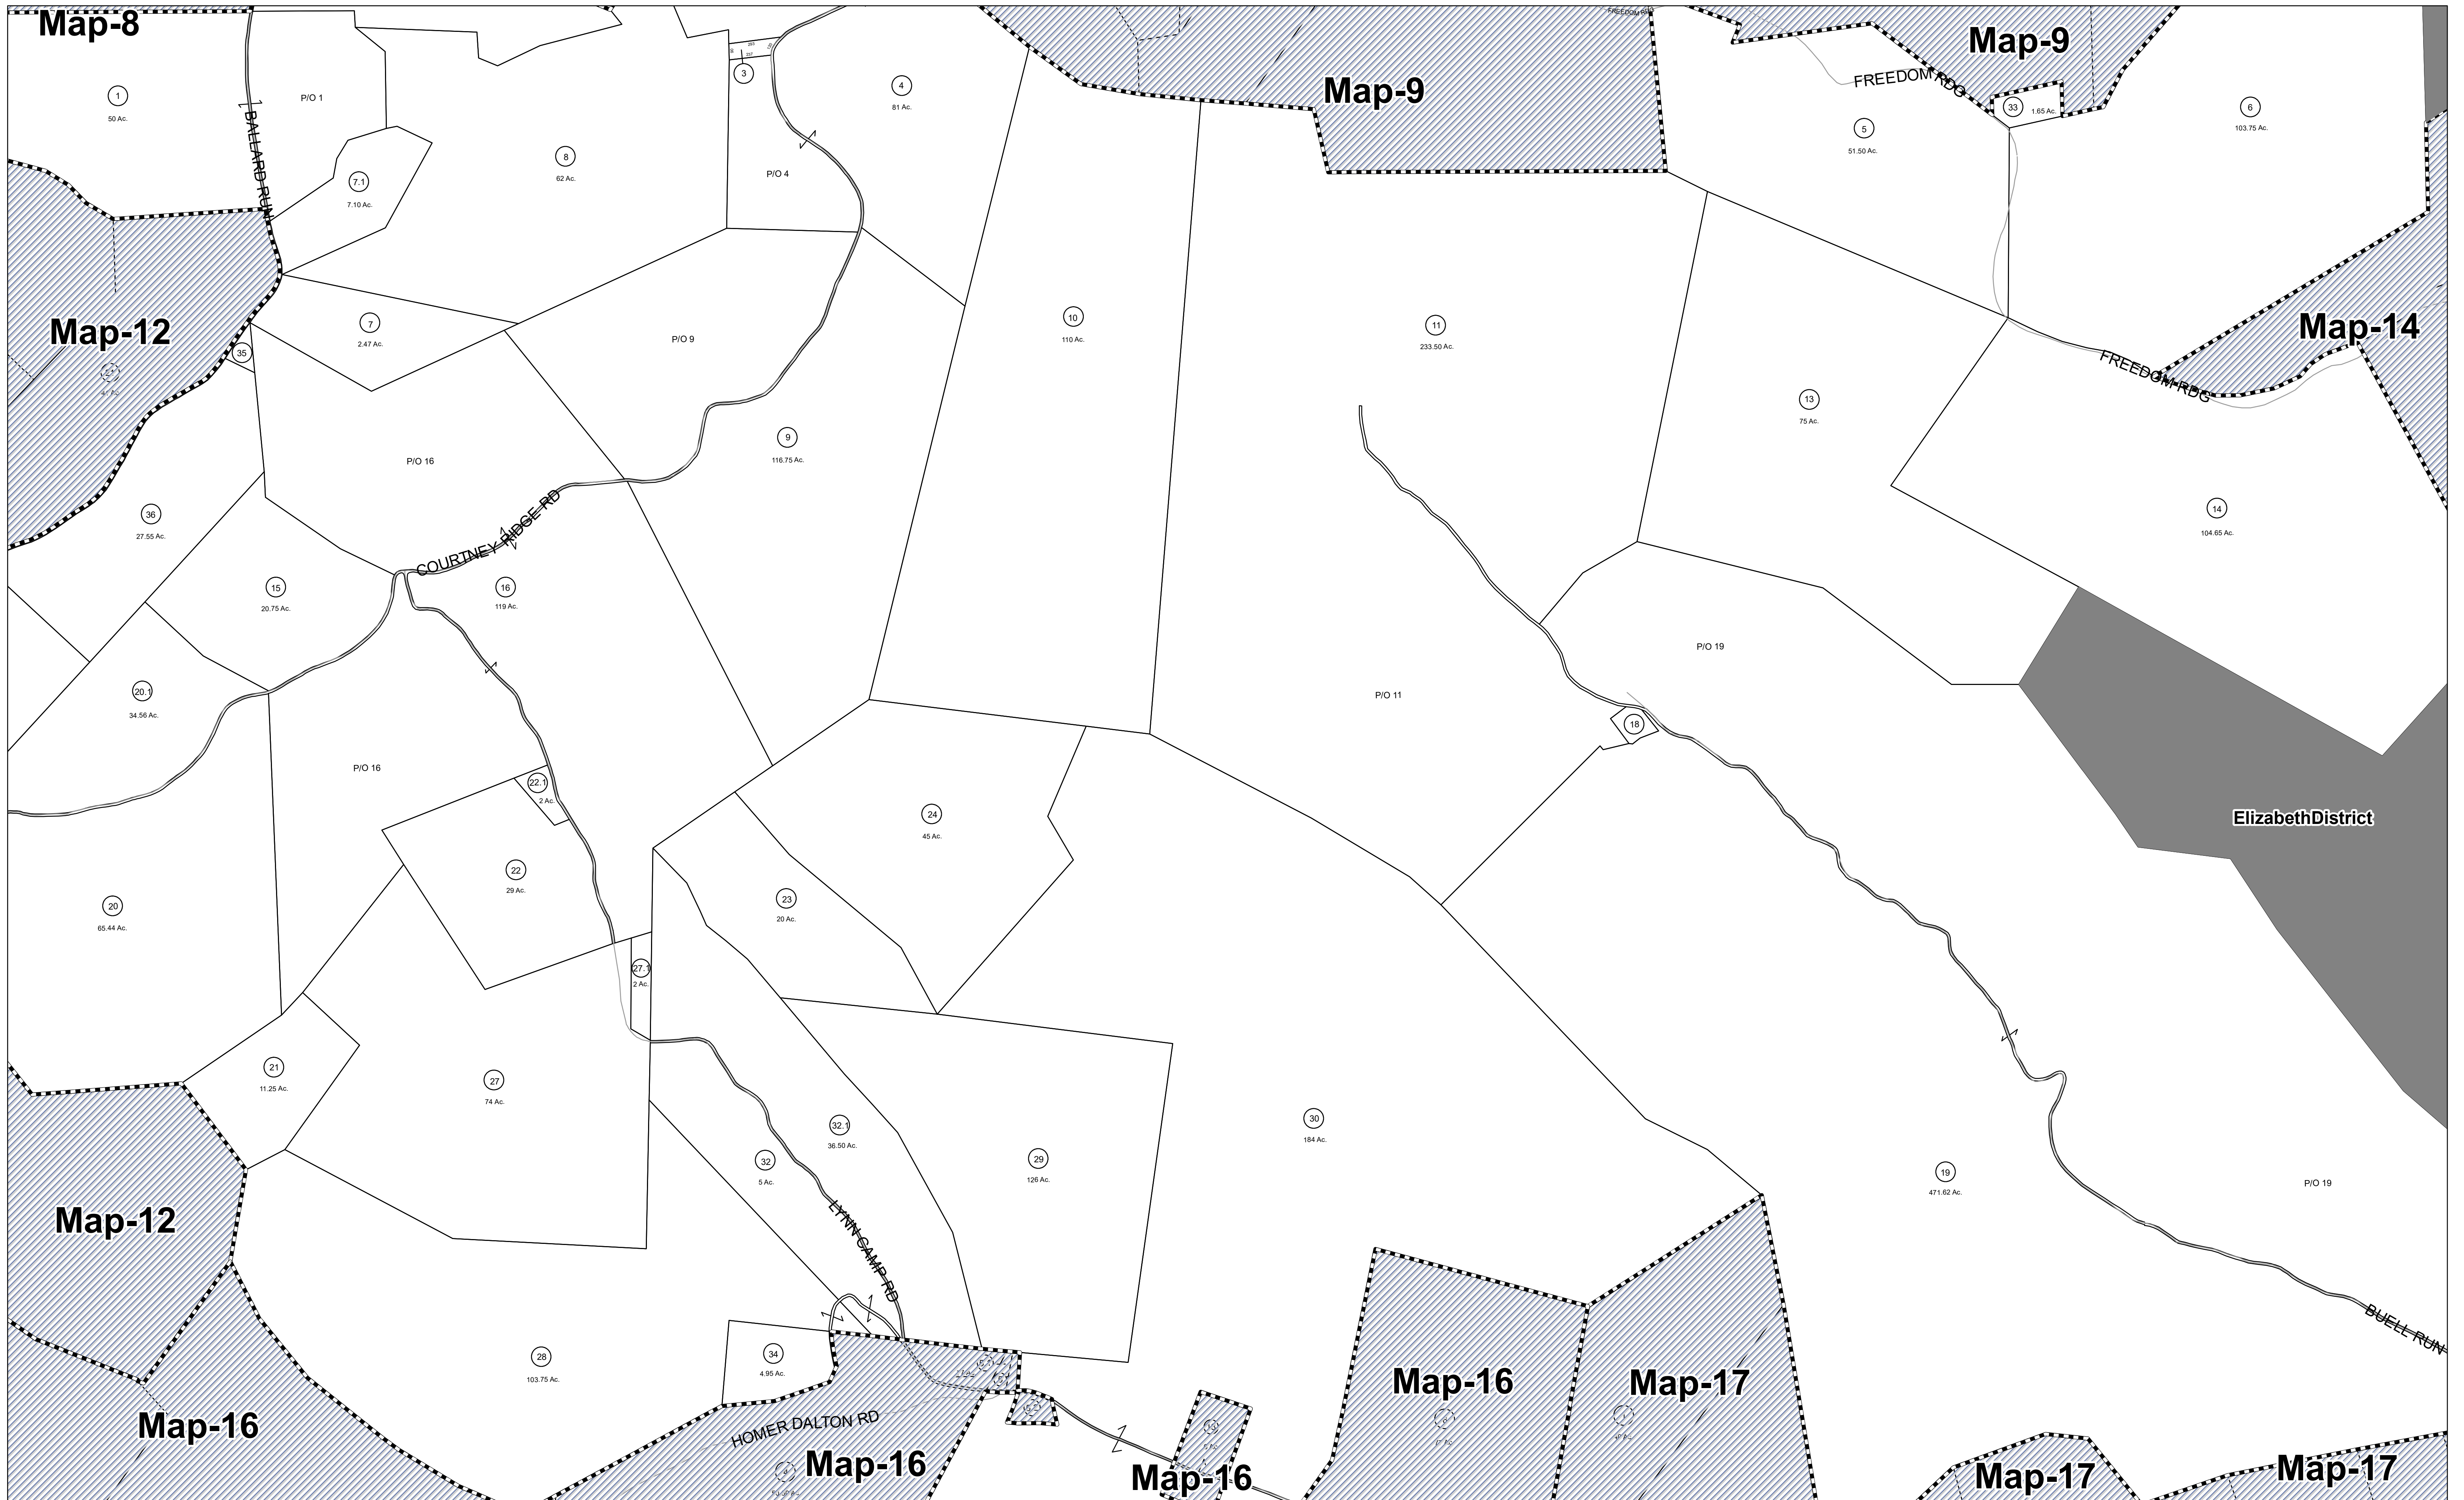 Map-8
Map-9
Map-9
FREEDOM RDG
1
50 Ac.
P/O 1
BALLARD RUN
3
4
81 Ac.
33
1.65 Ac.
6
103.75 Ac.
5
51.50 Ac.
8
62 Ac.
7.1
7.10 Ac.
P/O 4
Map-12
7
2.47 Ac.
35
P/O 9
10
110 Ac.
11
233.50 Ac.
Map-14
FREEDOM RDG
13
75 Ac.
9
116.75 Ac.
P/O 16
COURTNEY RIDGE RD
36
27.55 Ac.
14
104.65 Ac.
15
20.75 Ac.
16
119 Ac.
P/O 19
20.1
34.56 Ac.
P/O 11
18
P/O 16
22.1
2 Ac.
24
45 Ac.
ElizabethDistrict
22
29 Ac.
23
20 Ac.
20
65.44 Ac.
27.1
2 Ac.
21
11.25 Ac.
27
74 Ac.
32.1
36.50 Ac.
30
184 Ac.
32
5 Ac.
29
126 Ac.
19
471.62 Ac.
P/O 19
Map-12
LYNN CAMP RD
BUELL RUN
28
103.75 Ac.
34
4.95 Ac.
Map-16
Map-17
Map-16
HOMER DALTON RD
Map-16
Map-16
Map-17
Map-17